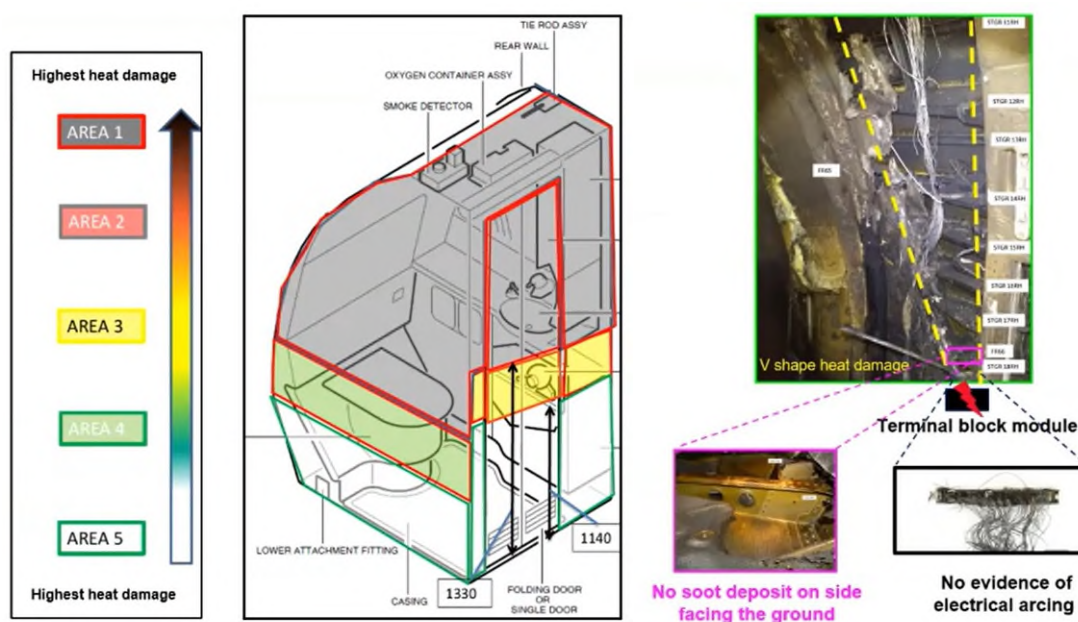 Highest heat damage
AREA 1
AREA 2
AREA 3
AREA 4
AREA 5
Highest heat damage
TIE ROD ASSY
REAR WALL
OXYGEN CONTAINER ASSY
SMOKE DETECTOR
LOWER ATTACHMENT FITTING
CASING
1330
FOLDING DOOR
OR
SINGLE DOOR
1140
STGR 11RH
STGR 12RH
STGR 13RH
FR65
STGR 14RH
STGR 15RH
STGR 16RH
STGR 17RH
FR66
STGR 18RH
V shape heat damage
Terminal block module
No soot deposit on side
facing the ground
No evidence of
electrical arcing